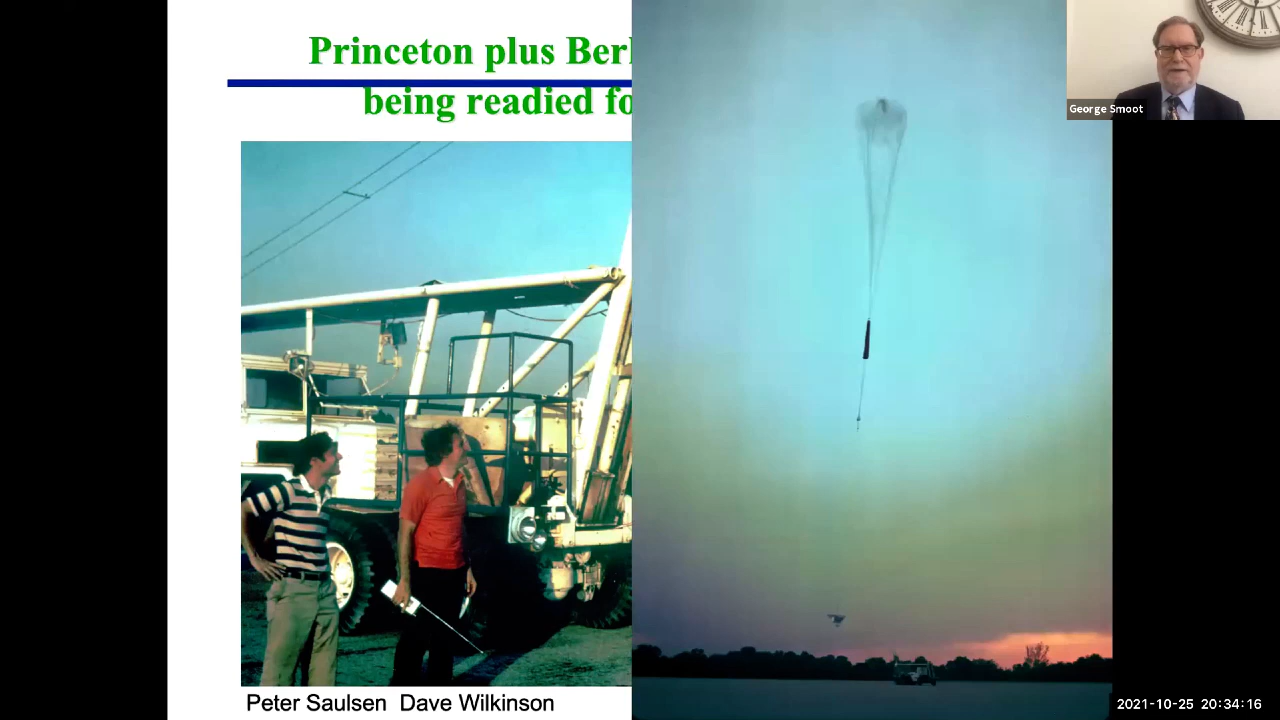 Princeton plus Ber
being readied fo
George Smoot
Peter Saulsen Dave Wilkinson
2021-10-25 20:34:16